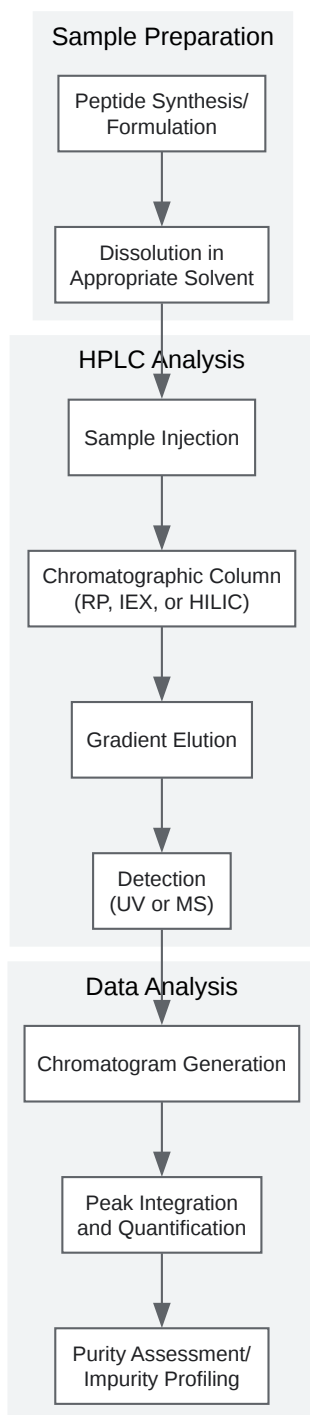 Sample Preparation
Peptide Synthesis/
Formulation
Dissolution in
Appropriate Solvent
HPLC Analysis
Sample Injection
Chromatographic Column
(RP, IEX, or HILIC)
Gradient Elution
Detection
(UV or MS)
Data Analysis
Chromatogram Generation
Peak Integration
and Quantification
Purity Assessment/
Impurity Profiling